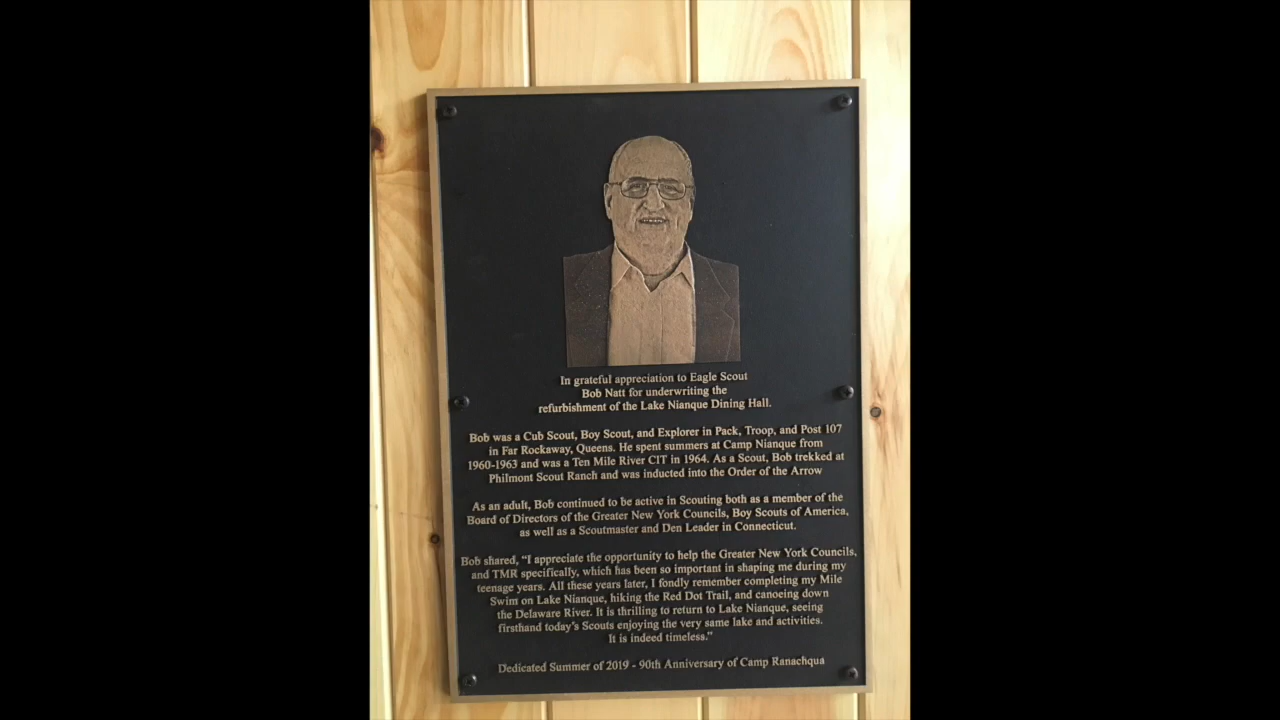 In grateful appreciation to Eagle Scout
Bob Natt for underwriting the
refurbishment of the Lake Nianque Dining Hall.
Bob was a Cub Scout, Boy Scout, and Explorer in Pack, Troop, and Post 107
in Far Rockaway, Queens. He spent summers at Camp Nianque from
1960-1963 and was a Ten Mile River CIT in 1964. As a Scout, Bob trekked at
Philmont Scout Ranch and was inducted into the Order of the Arrow
As an adult, Bob continued to be active in Scouting both as a member of the
Board of Directors of the Greater New York Councils, Boy Scouts of America,
as well as a Scoutmaster and Den Leader in Connecticut.
Bob shared, “I appreciate the opportunity to help the Greater New York Councils,
and TMR specifically, which has been so important in shaping me during my
teenage years. All these years later, I fondly remember completing my Mile
Swim on Lake Nianque, hiking the Red Dot Trail, and canoeing down
the Delaware River. It is thrilling to return to Lake Nianque, seeing
firsthand today’s Scouts enjoying the very same lake and activities.
It is indeed timeless.”
Dedicated Summer of 2019 - 90th Anniversary of Camp Ranachqua